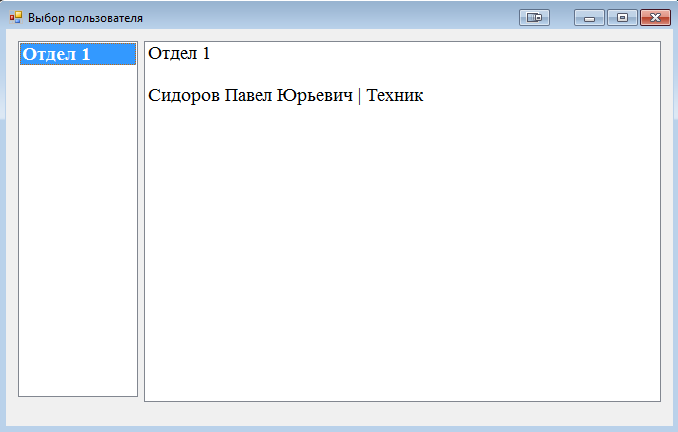 Выбор пользователя
Отдел 1
Отдел 1
Сидоров Павел Юрьевич | Техник